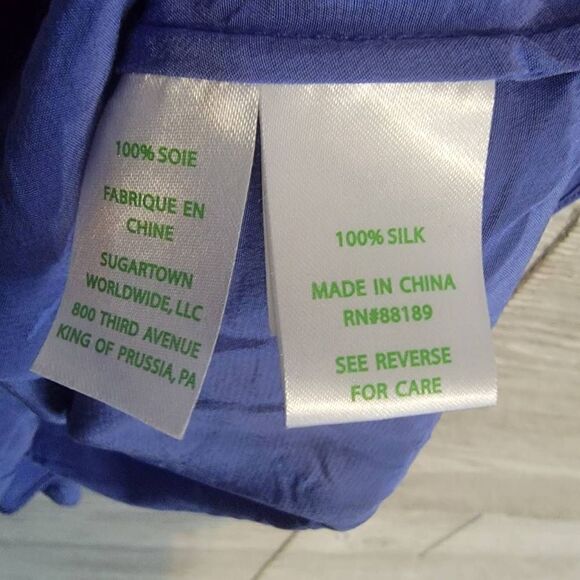 100% SOIE
FABRIQUE EN
CHINE
SUGARTOWN
WORLDWIDE, LLC
800 THIRD AVENUE
KING OF PRUSSIA, PA
100% SILK
MADE IN CHINA
RN#88189
SEE REVERSE
FOR CARE